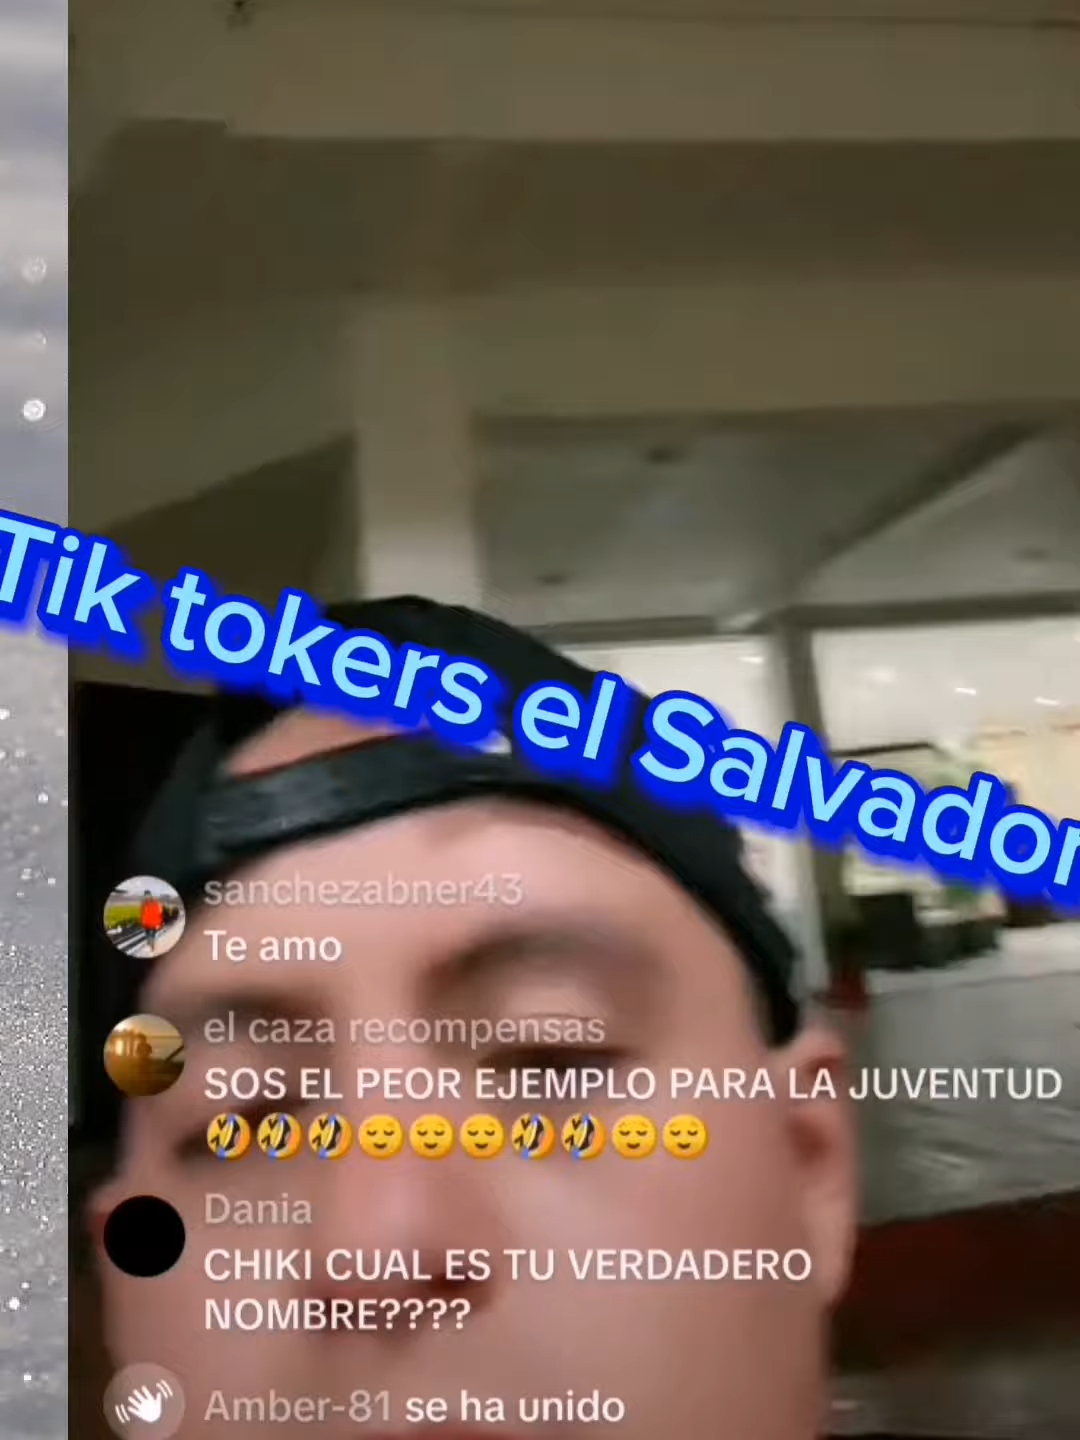 Tik tokers el Salvador
sanchezabner43
Te amo
el caza recompensas
SOS EL PEOR EJEMPLO PARA LA JUVENTUD
🤣🤣🤣😌😌😌🤣🤣😌😌
Dania
CHIKI CUAL ES TU VERDADERO
NOMBRE????
Amber-81 se ha unido